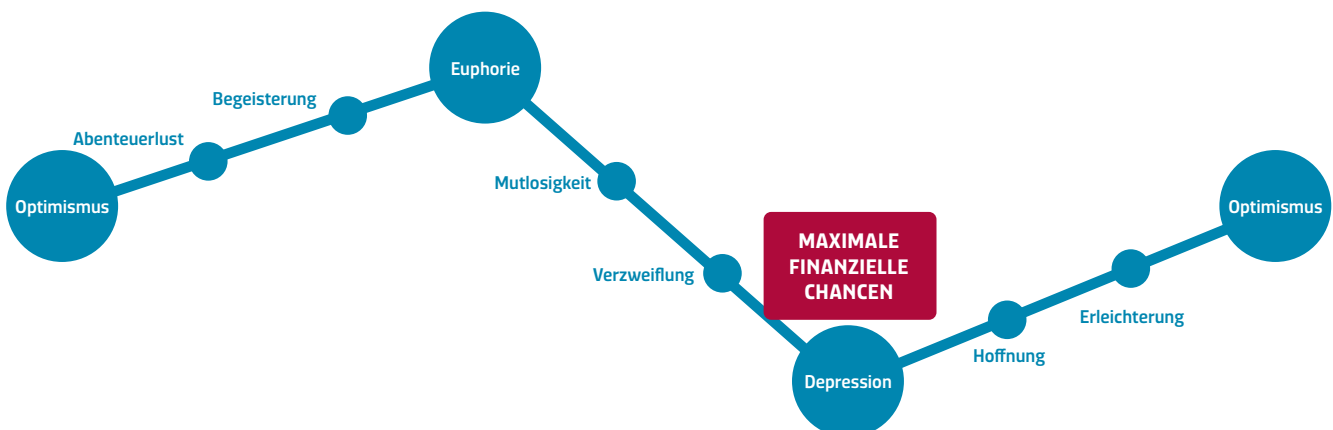 Optimismus
Abenteuerlust
Begeisterung
Euphorie
Mutlosigkeit
Verzweiflung
MAXIMALE
FINANZIELLE
CHANCEN
Depression
Hoffnung
Erleichterung
Optimismus